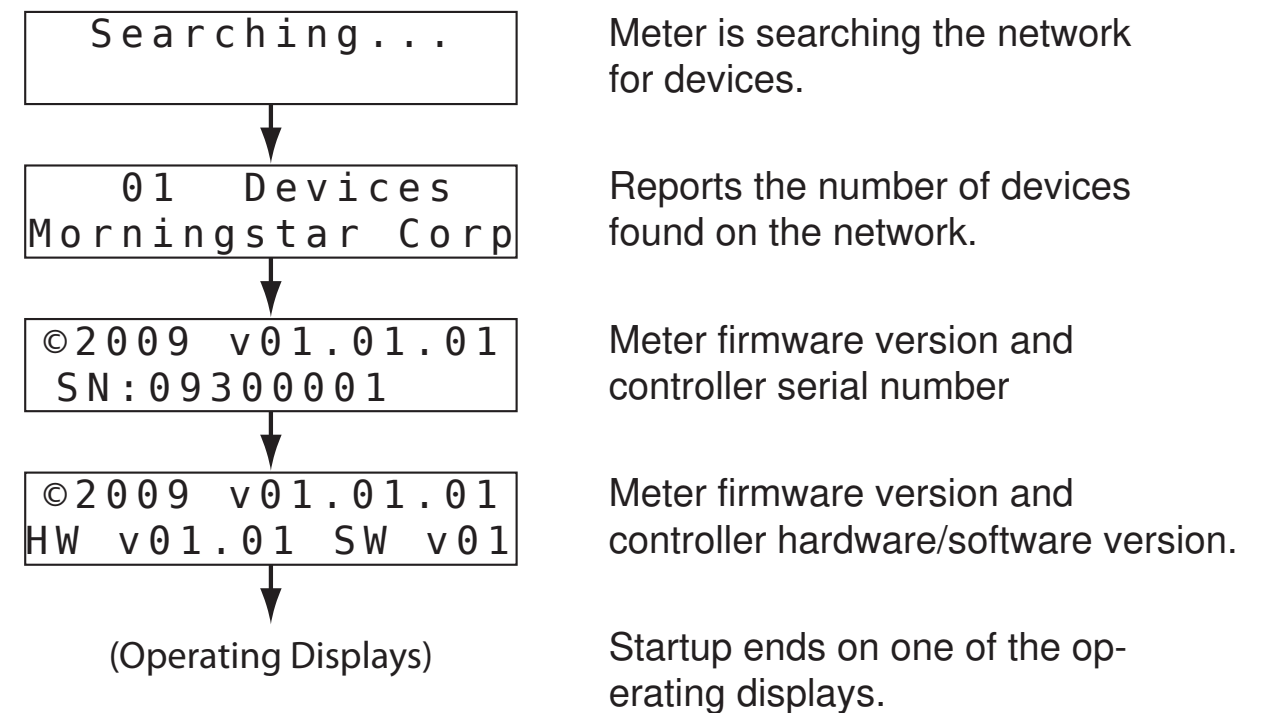 Searching...
Meter is searching the network
for devices.
01 Devices
Morningstar Corp
Reports the number of devices
found on the network.
©2009 v01.01.01
SN:09300001
Meter firmware version and
controller serial number
©2009 v01.01.01
HW v01.01 SW v01
Meter firmware version and
controller hardware/software version.
(Operating Displays)
Startup ends on one of the op-
erating displays.